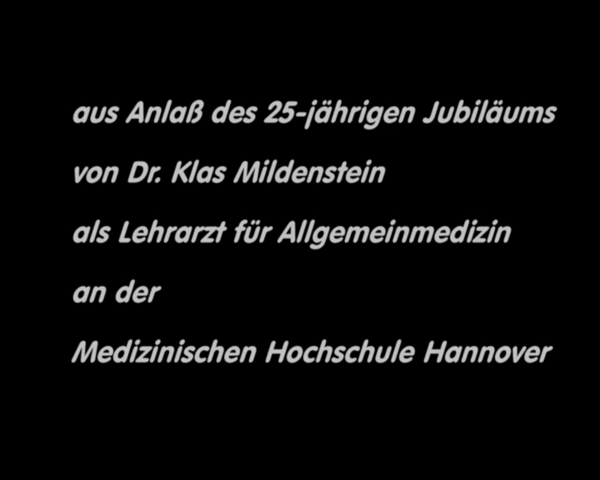 aus Anlaß des 25-jährigen Jubiläums
von Dr. Klas Mildenstein
als Lehrarzt für Allgemeinmedizin
an der
Medizinischen Hochschule Hannover